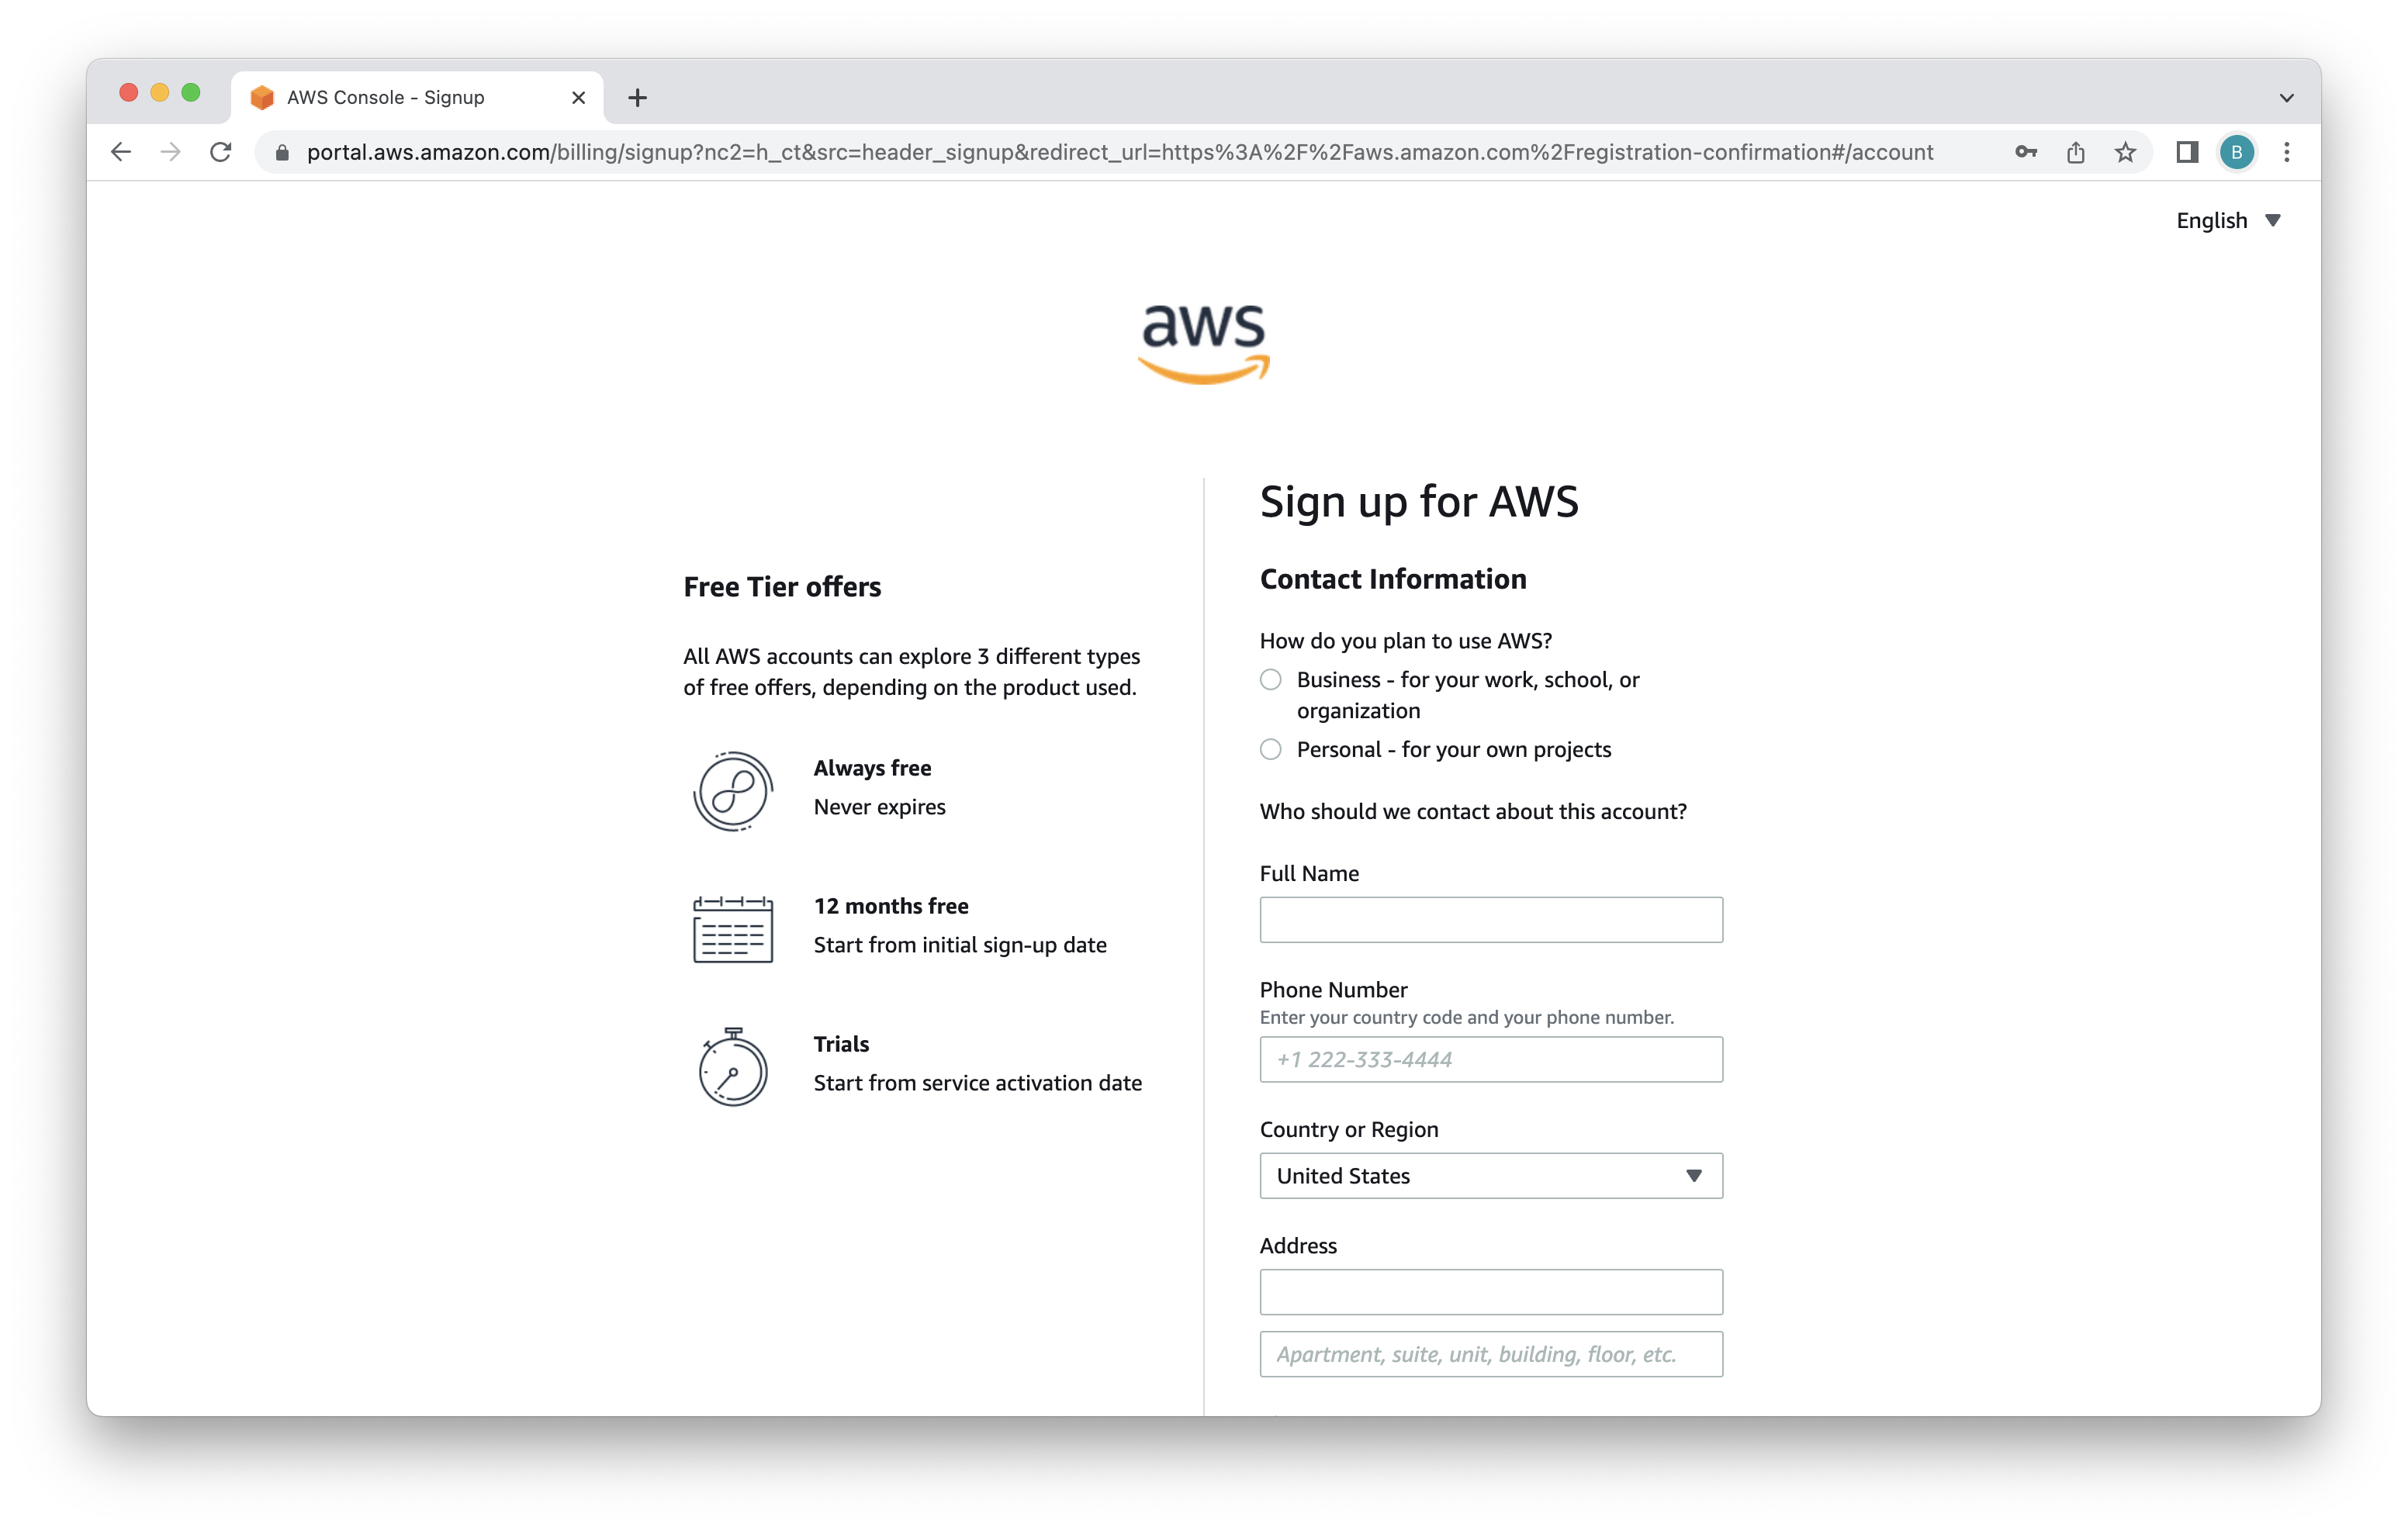 AWS Console - Signup
portal.aws.amazon.com/billing/signup?nc2=h_ct&src=header_signup&redirect_url=https%3A%2F%2Faws.amazon.com%2Fregistration-confirmation#/account
B
English
aws
Free Tier offers
All AWS accounts can explore 3 different types
of free offers, depending on the product used.
Always free
Never expires
12 months free
Start from initial sign-up date
Trials
Start from service activation date
Sign up for AWS
Contact Information
How do you plan to use AWS?
Business - for your work, school, or
organization
Personal - for your own projects
Who should we contact about this account?
Full Name
Phone Number
Enter your country code and your phone number.
+1 222-333-4444
Country or Region
United States
Address
Apartment, suite, unit, building, floor, etc.